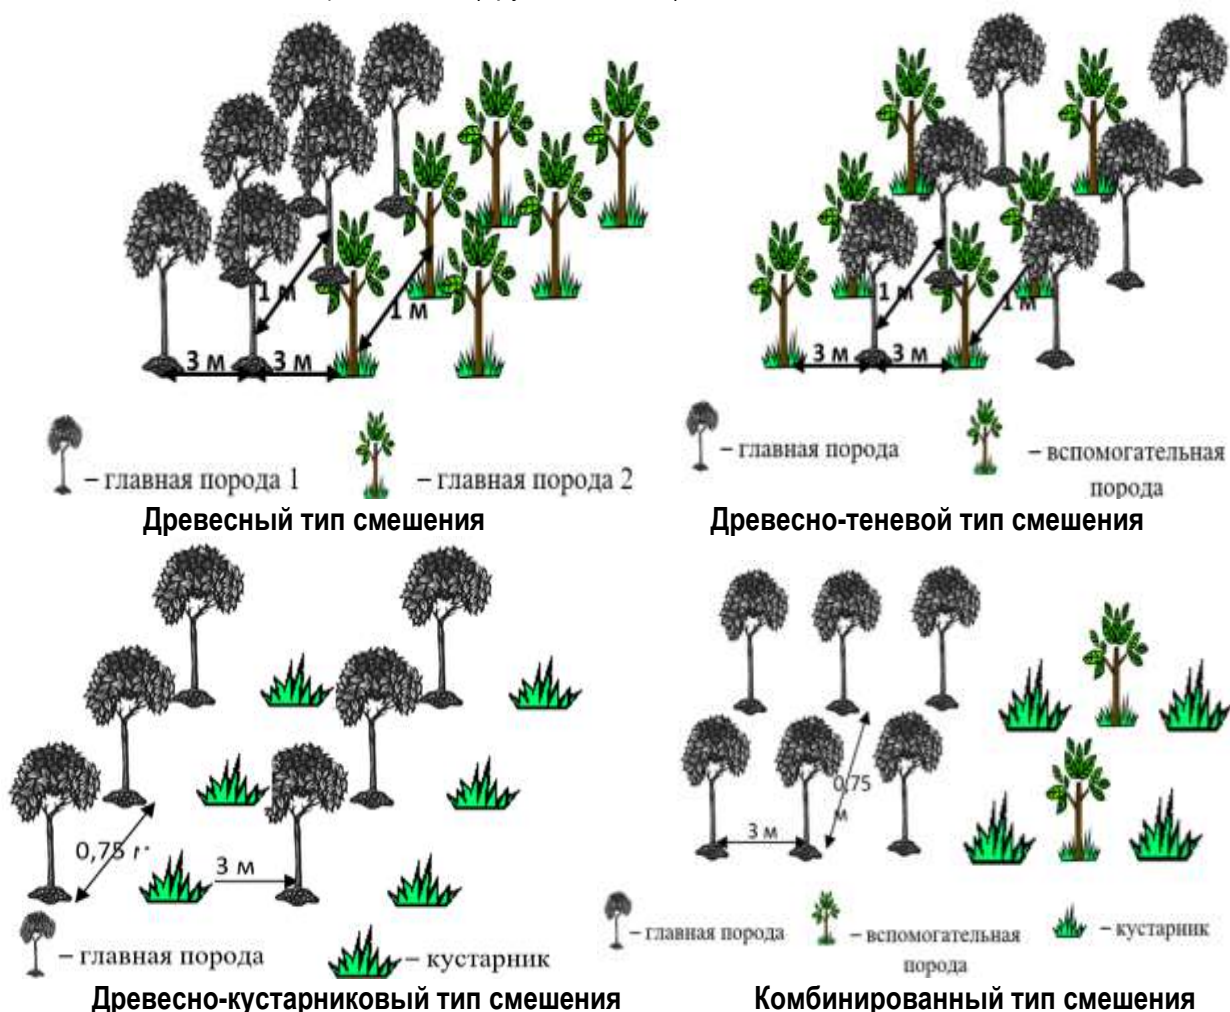 1 м
1 м
3 м
3 м
– главная порода 1
– главная порода 2
Древесный тип смешения
1 м
1 м
3 м
3 м
– главная порода
– вспомогательная
порода
Древесно-теневой тип смешения
0,75
3 м
– главная порода
– кустарник
Древесно-кустарниковый тип смешения
0,75
м
3 м
– главная порода
– вспомогательная
порода
– кустарник
Комбинированный тип смешения